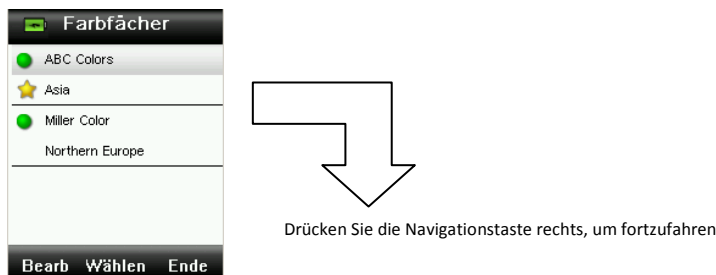 Farbfächer
ABC Colors
Asia
Miller Color
Northern Europe
Bearb Wählen Ende
Drücken Sie die Navigationstaste rechts, um fortzufahren